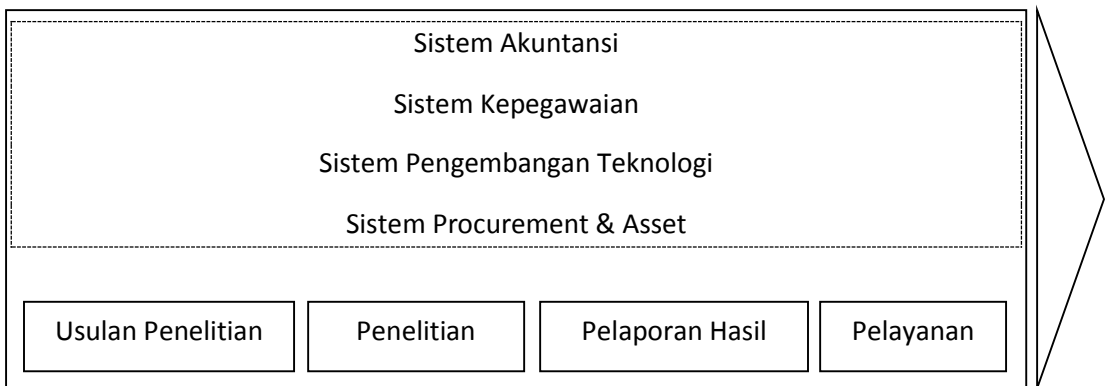 Sistem Akuntansi
Sistem Kepegawaian
Sistem Pengembangan Teknologi
Sistem Procurement & Asset
Usulan Penelitian
Penelitian
Pelaporan Hasil
Pelayanan